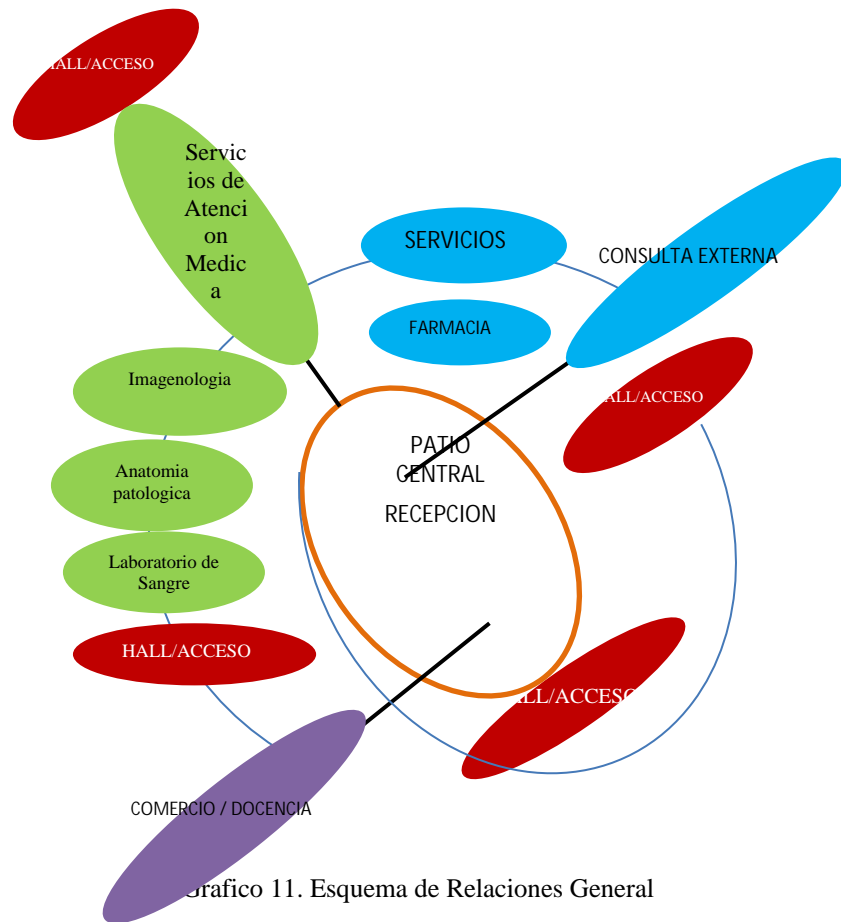 HALL/ACCESO
Servic
ios de
Atenci
on
Medic
a
SERVICIOS
CONSULTA EXTERNA
FARMACIA
Imagenologia
HALL/ACCESO
PATIO
CENTRAL
RECEPCION
Anatomia
patologica
Laboratorio de
Sangre
HALL/ACCESO
HALL/ACCESO
COMERCIO / DOCENCIA
Grafico 11. Esquema de Relaciones General